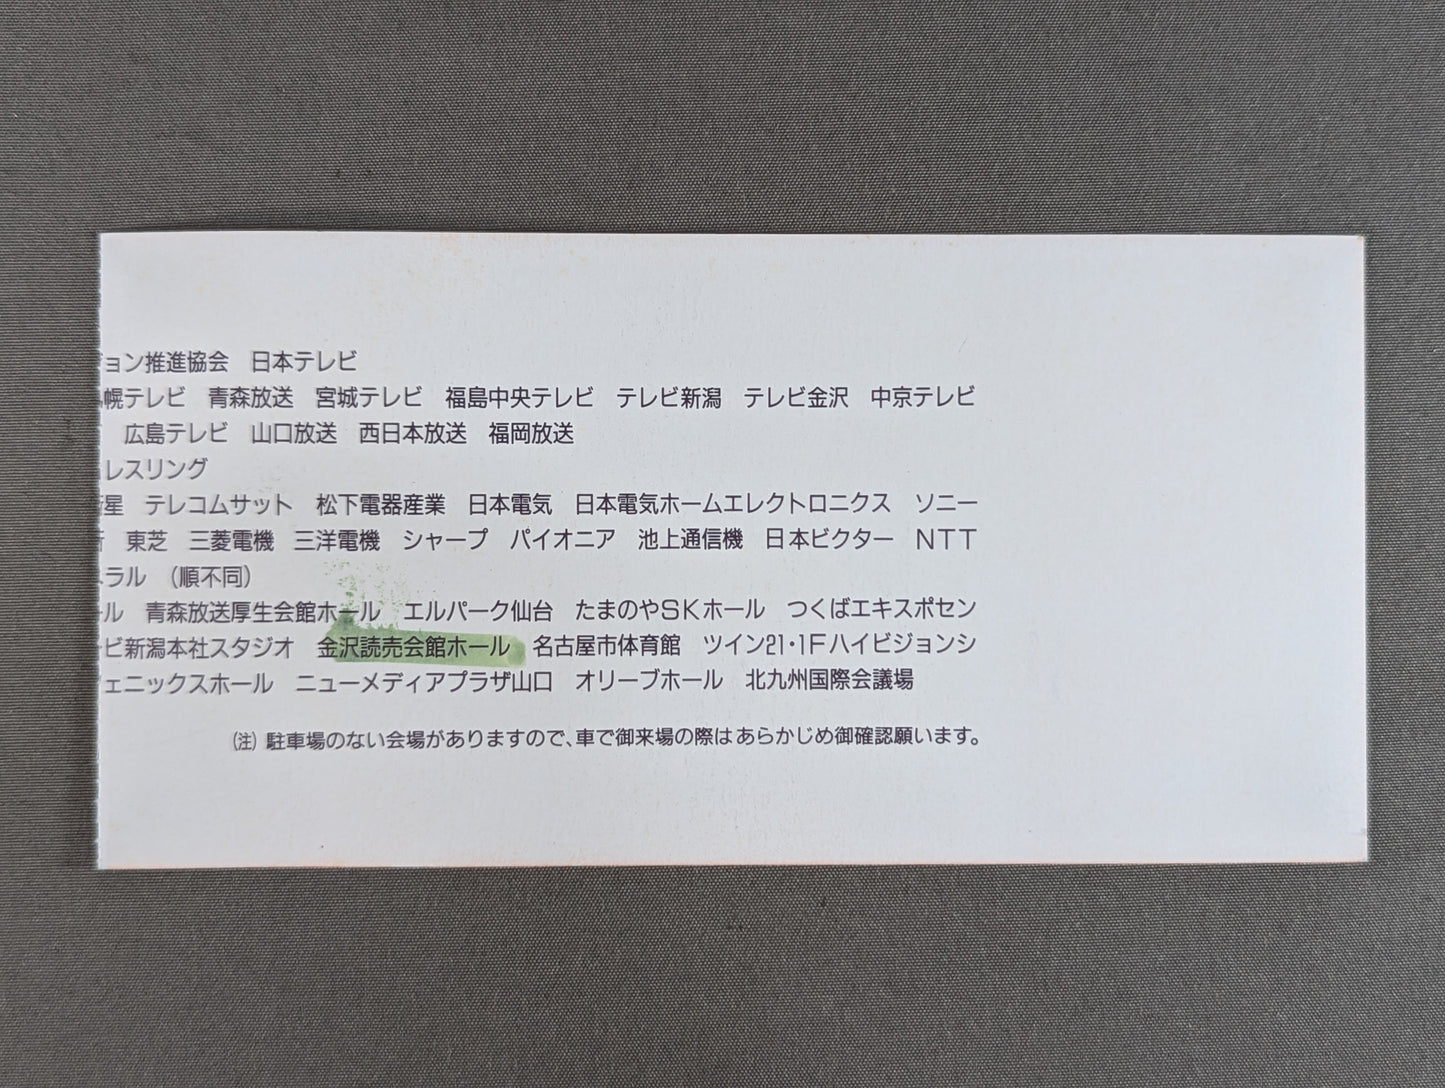 ョン推進協会　日本テレビ
幌テレビ　青森放送　宮城テレビ　福島中央テレビ　テレビ新潟　テレビ金沢　中京テレビ
広島テレビ　山口放送　西日本放送　福岡放送
レスリング
星　テレコムサット　松下電器産業　日本電気　日本電気ホームエレクトロニクス　ソニー
東芝　三菱電機　三洋電機　シャープ　パイオニア　池上通信機　日本ビクター　NTT
ラル　（順不同）
ル　青森放送厚生会館ホール　エルパーク仙台　たまのやSKホール　つくばエキスポセン
ビ新潟本社スタジオ　金沢読売会館ホール　名古屋市体育館　ツイン21・1Fハイビジョンシ
ェニックスホール　ニューメディアプラザ山口　オリーブホール　北九州国際会議場
（注）駐車場のない会場がありますので、車で御来場の際はあらかじめ御確認願います。